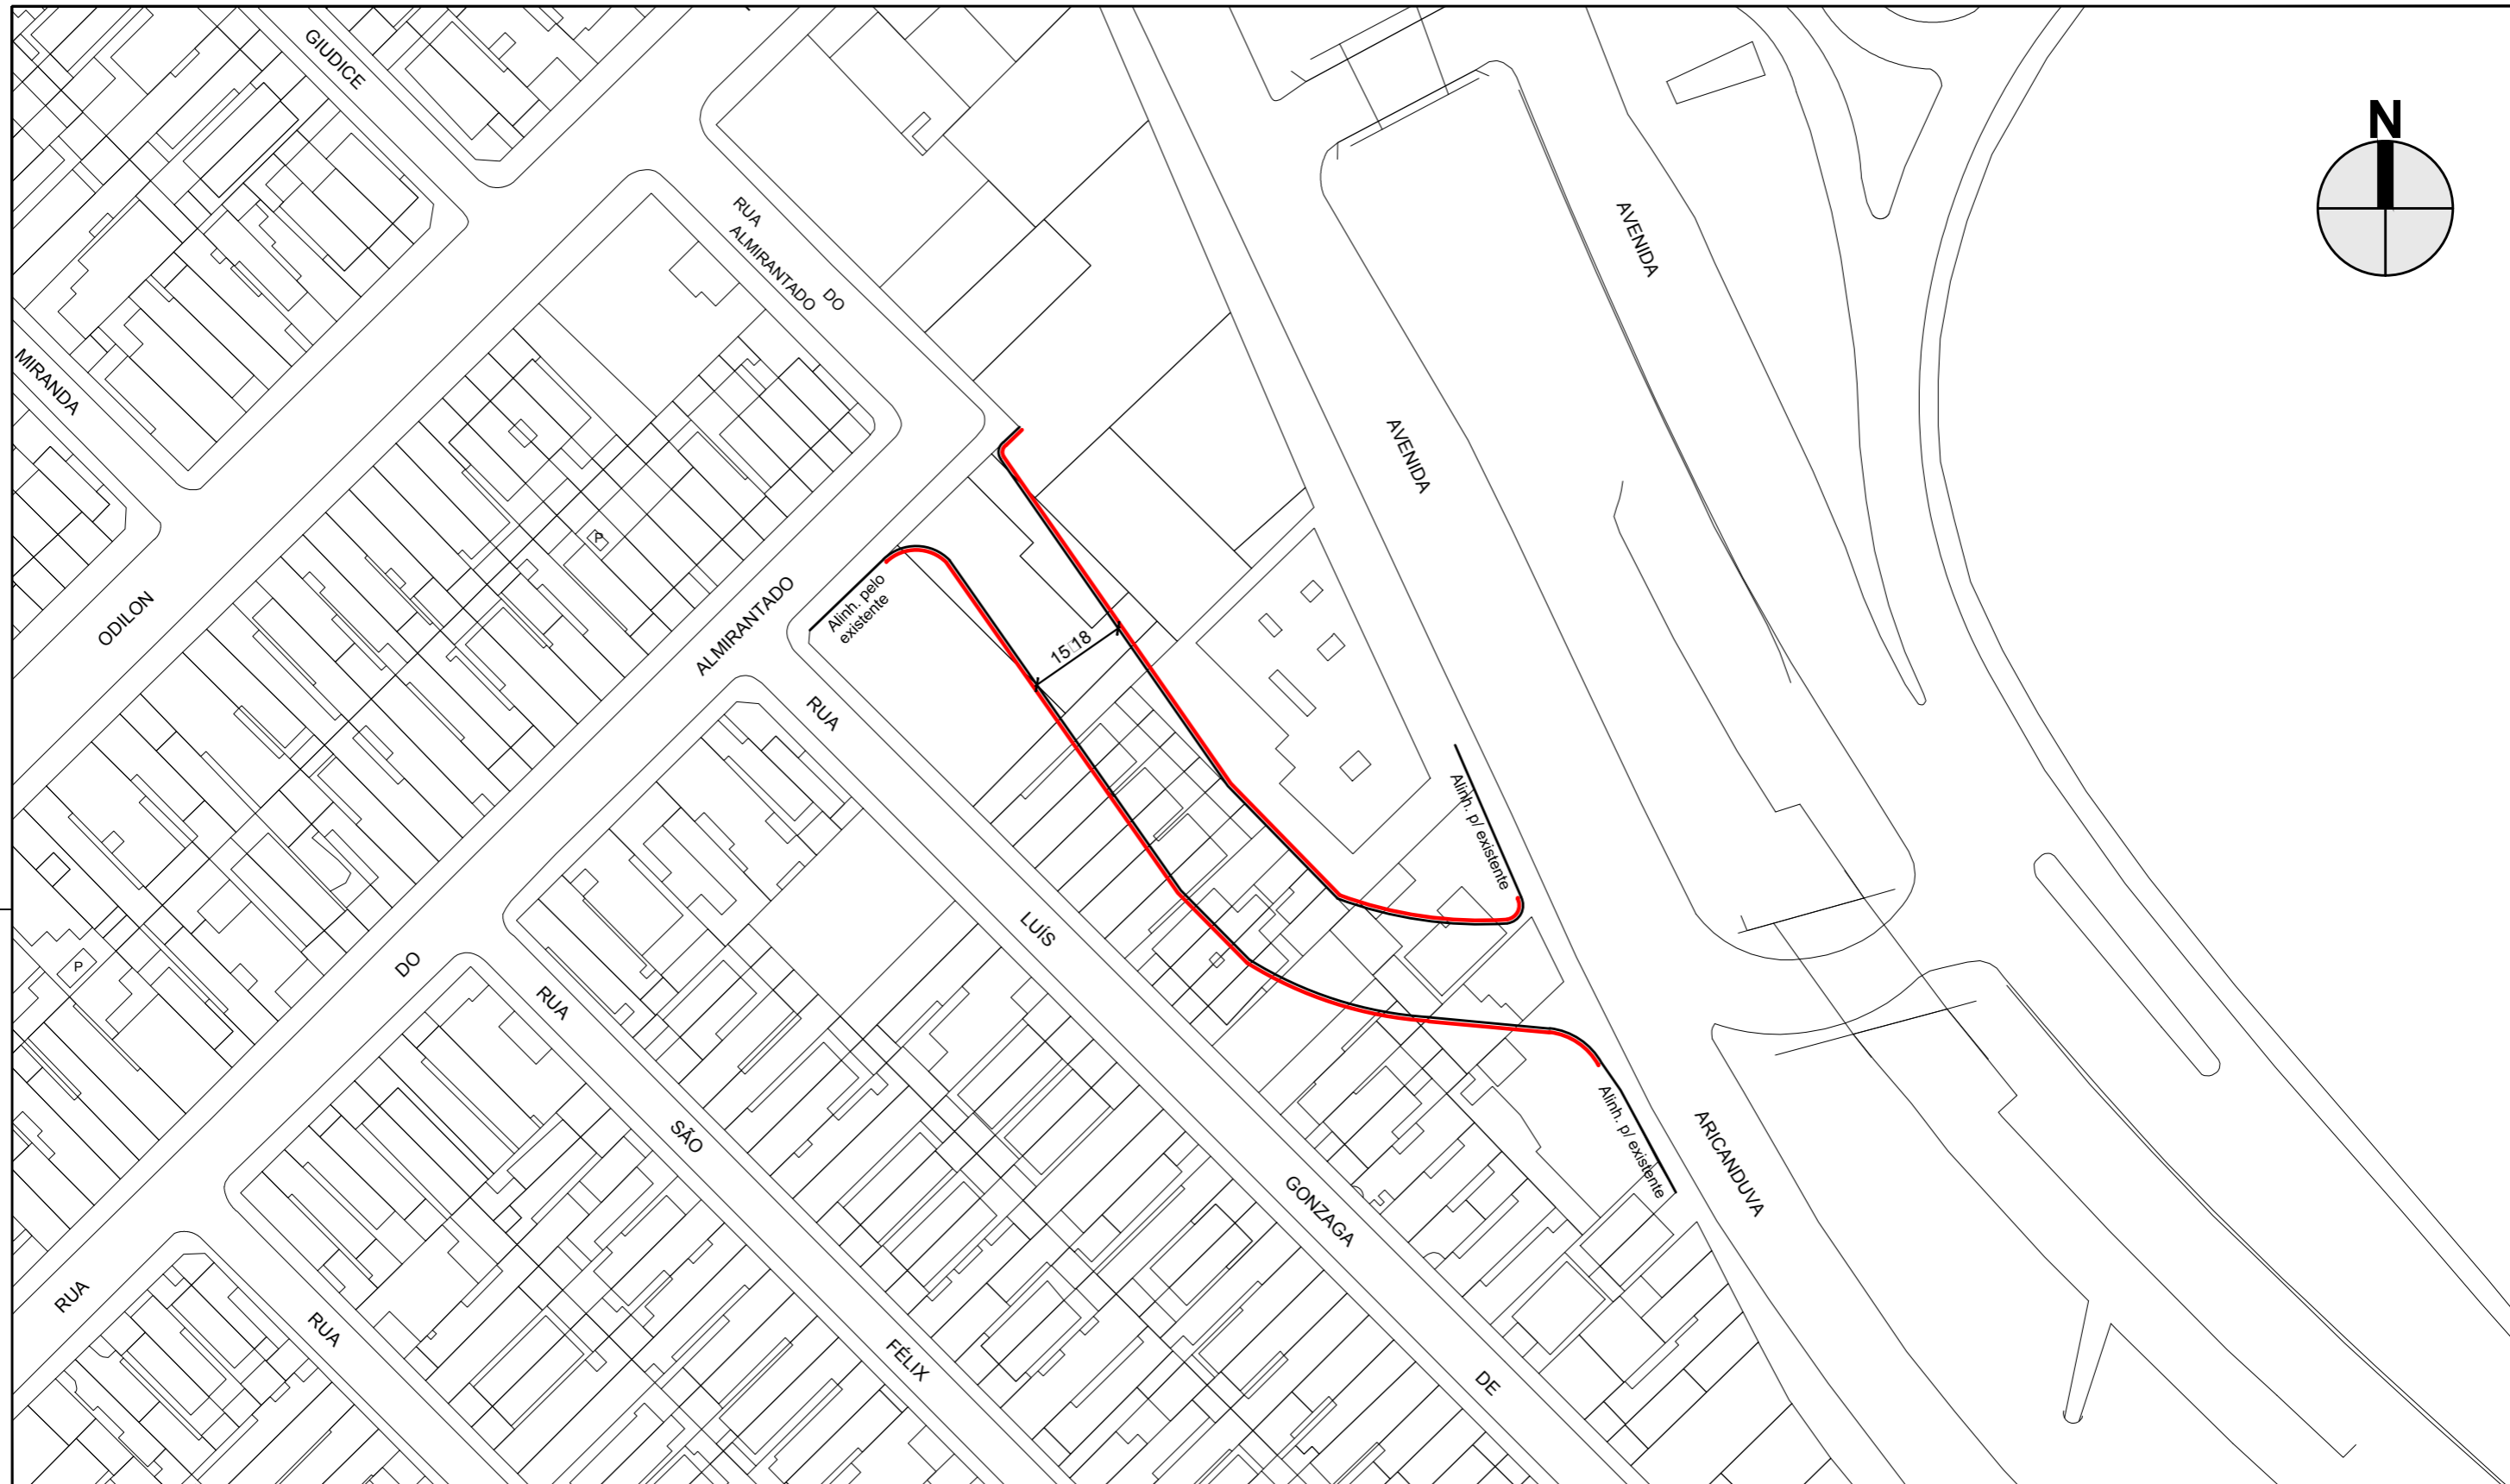 GIUDICE
N
RUA
ALMIRANTADO
DO
AVENIDA
MIRANDA
AVENIDA
P
ODILON
ALMIRANTADO
Alinh. pelo
existente
15□18
RUA
Alinh. p/ existente
LUÍS
DO
P
RUA
SÃO
Alinh. p/ existente
ARICANDUVA
GONZAGA
RUA
RUA
FÉLIX
DE